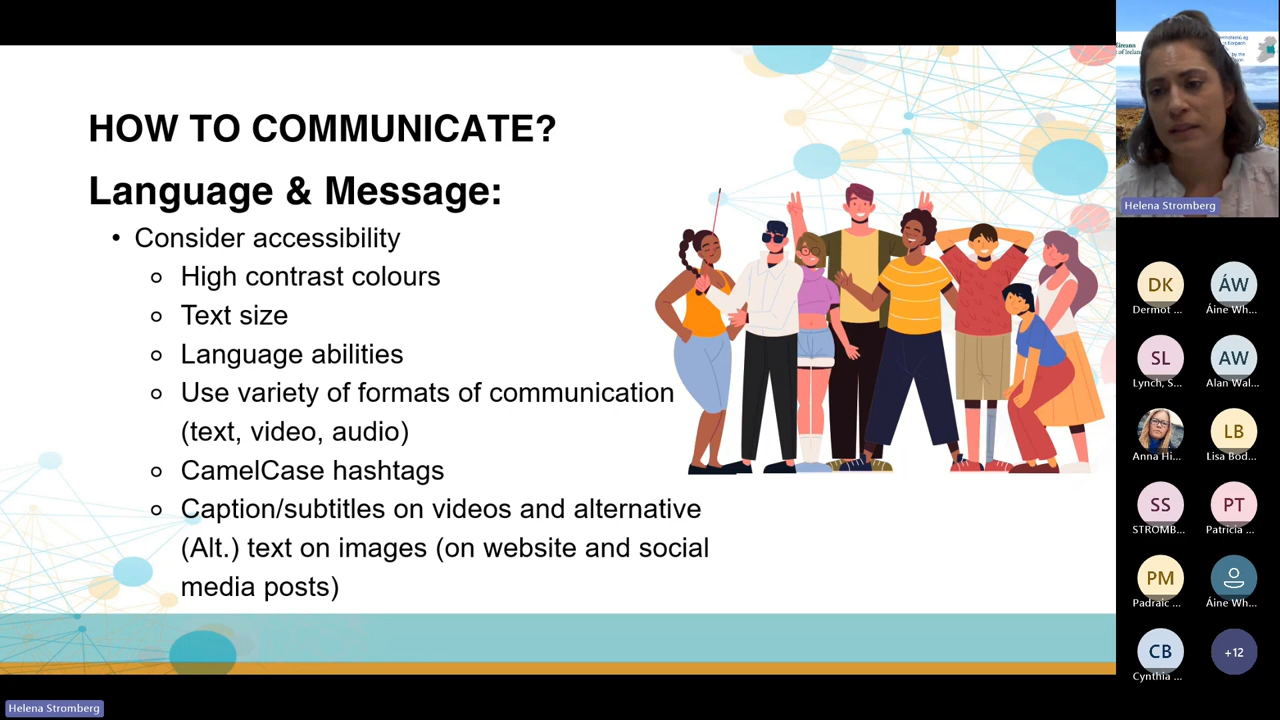 HOW TO COMMUNICATE?
Language & Message:
• Consider accessibility
High contrast colours
Text size
Language abilities
Use variety of formats of communication
(text, video, audio)
CamelCase hashtags
Caption/subtitles on videos and alternative
(Alt.) text on images (on website and social
media posts)
Helena Stromberg
DK
Dermot ...
ÁW
Áine Wh...
SL
Lynch, S...
AW
Alan Wal...
Anna Hi...
LB
Lisa Bod...
SS
STROMB...
PT
Patricia ...
PM
Padraic ...
Áine Wh...
CB
Cynthia ...
+12
Helena Stromberg